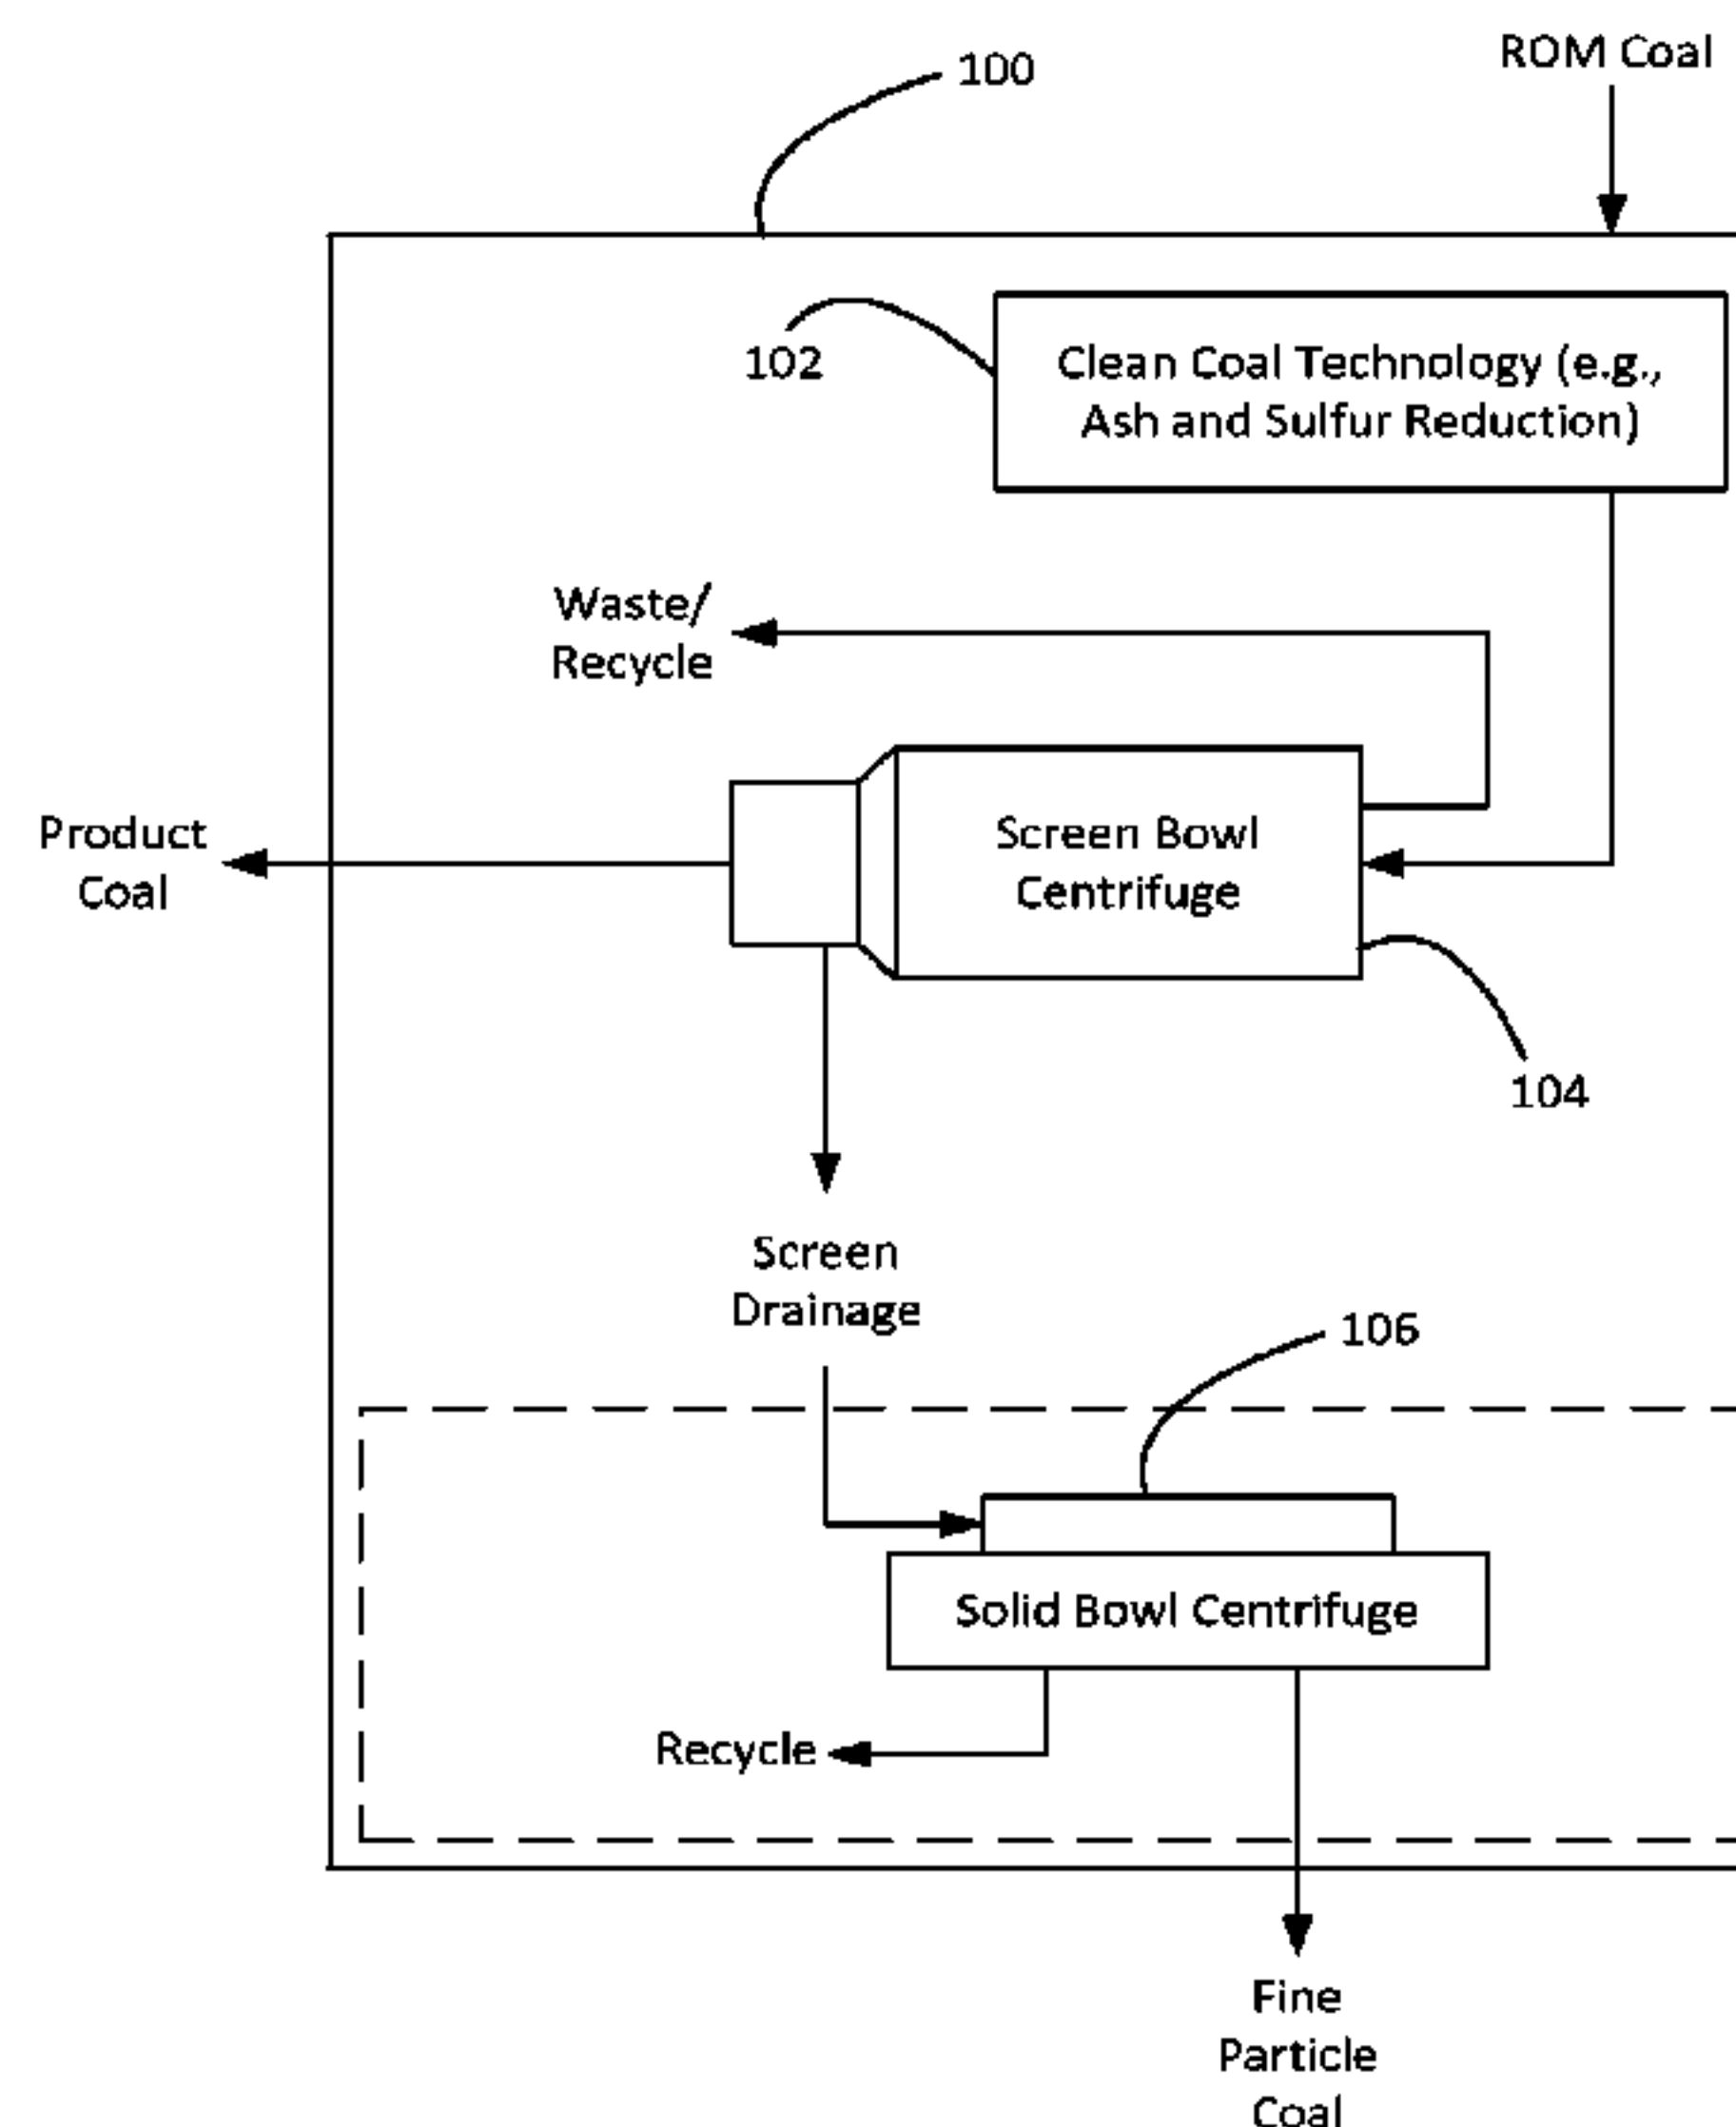 100
ROM Coal
102
Clean Coal Technology (e.g.,
Ash and Sulfur Reduction)
Waste/
Recycle
Product
Coal
Screen Bowl
Centrifuge
104
Screen
Drainage
106
Solid Bowl Centrifuge
Recycle
Fine
Particle
Coal